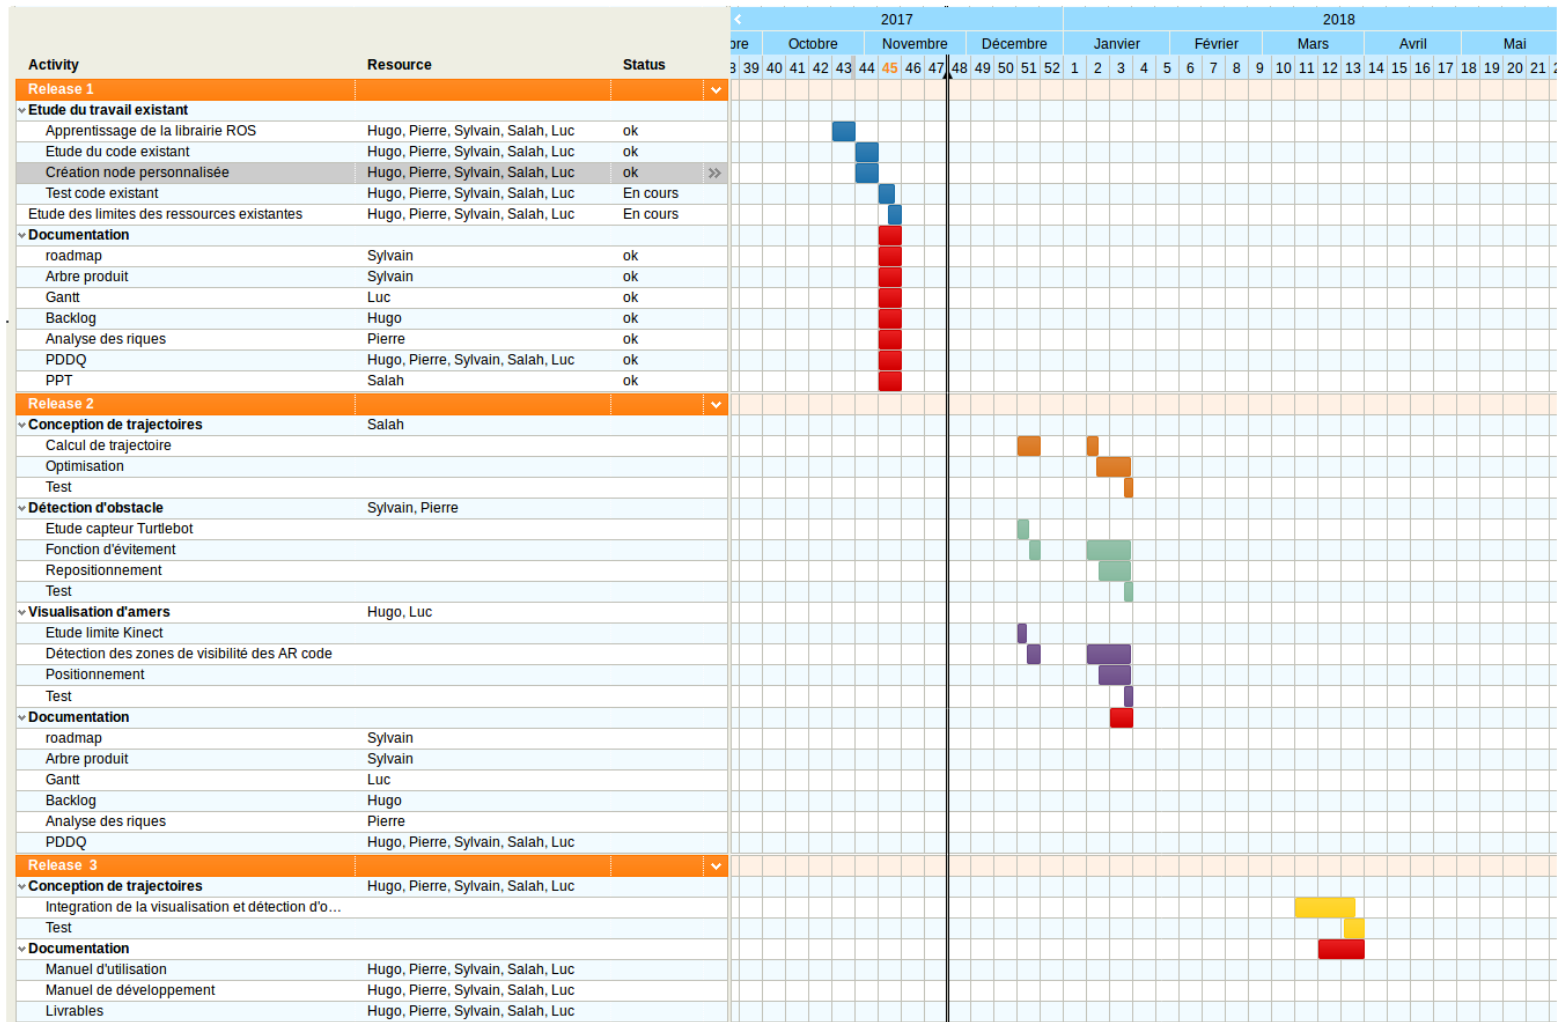 2017 2018
bre Octobre Novembre Décembre Janvier Février Mars Avril Mai
Activity Resource Status 39 40 41 42 43 44 45 46 47 48 49 50 51 52 1 2 3 4 5 6 7 8 9 10 11 12 13 14 15 16 17 18 19 20 21
Release 1
Etude du travail existant
Apprentissage de la librairie ROS Hugo, Pierre, Sylvain, Salah, Luc ok
Etude du code existant Hugo, Pierre, Sylvain, Salah, Luc ok
Création node personnalisée Hugo, Pierre, Sylvain, Salah, Luc ok
Test code existant Hugo, Pierre, Sylvain, Salah, Luc En cours
Etude des limites des ressources existantes Hugo, Pierre, Sylvain, Salah, Luc En cours
Documentation
roadmap Sylvain ok
Arbre produit Sylvain ok
Gantt Luc ok
Backlog Hugo ok
Analyse des riques Pierre ok
PDDQ Hugo, Pierre, Sylvain, Salah, Luc ok
PPT Salah ok
Release 2
Conception de trajectoires Salah
Calcul de trajectoire
Optimisation
Test
Détection d'obstacle Sylvain, Pierre
Etude capteur Turtlebot
Fonction d'évitement
Repositionnement
Test
Visualisation d'amers Hugo, Luc
Etude limite Kinect
Détection des zones de visibilité des AR code
Positionnement
Test
Documentation
roadmap Sylvain
Arbre produit Sylvain
Gantt Luc
Backlog Hugo
Analyse des riques Pierre
PDDQ Hugo, Pierre, Sylvain, Salah, Luc
Release 3
Conception de trajectoires Hugo, Pierre, Sylvain, Salah, Luc
Integration de la visualisation et détection d'o...
Test
Documentation
Manuel d'utilisation Hugo, Pierre, Sylvain, Salah, Luc
Manuel de développement Hugo, Pierre, Sylvain, Salah, Luc
Livrables Hugo, Pierre, Sylvain, Salah, Luc